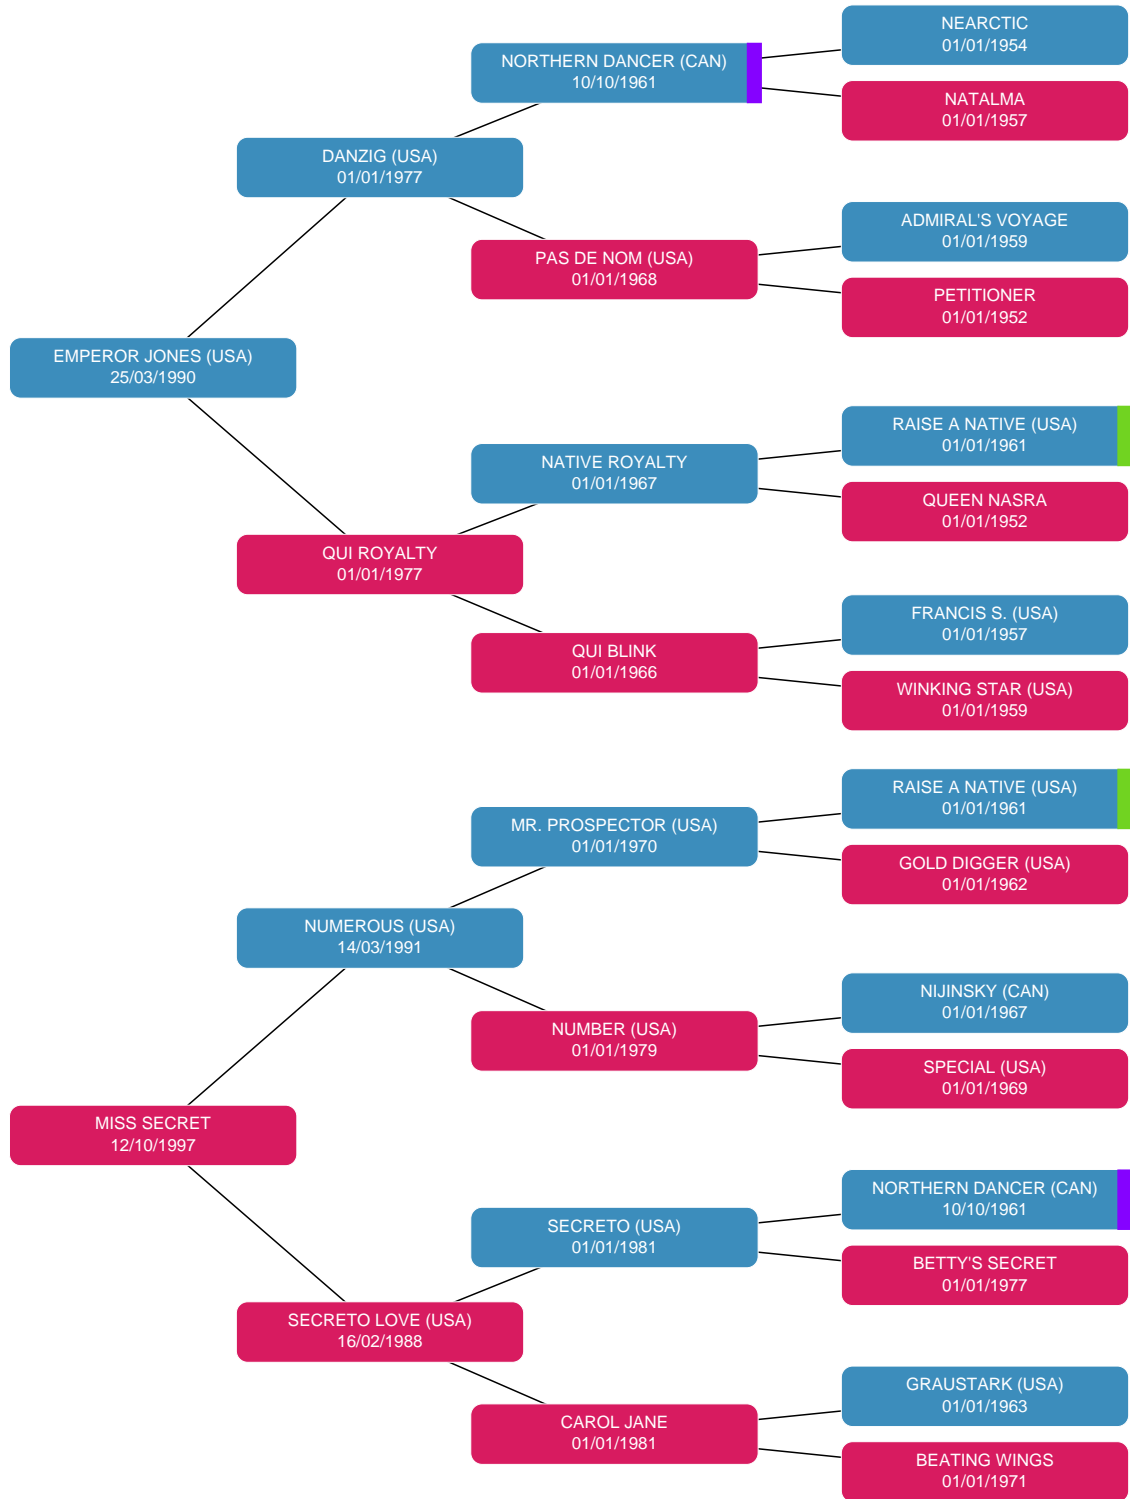 NEARCTIC
01/01/1954
NORTHERN DANCER (CAN)
10/10/1961
NATALMA
01/01/1957
DANZIG (USA)
01/01/1977
ADMIRAL'S VOYAGE
01/01/1959
PAS DE NOM (USA)
01/01/1968
PETITIONER
01/01/1952
EMPEROR JONES (USA)
25/03/1990
RAISE A NATIVE (USA)
01/01/1961
NATIVE ROYALTY
01/01/1967
QUEEN NASRA
01/01/1952
QUI ROYALTY
01/01/1977
FRANCIS S. (USA)
01/01/1957
QUI BLINK
01/01/1966
WINKING STAR (USA)
01/01/1959
RAISE A NATIVE (USA)
01/01/1961
MR. PROSPECTOR (USA)
01/01/1970
GOLD DIGGER (USA)
01/01/1962
NUMEROUS (USA)
14/03/1991
NIJINSKY (CAN)
01/01/1967
NUMBER (USA)
01/01/1979
SPECIAL (USA)
01/01/1969
MISS SECRET
12/10/1997
NORTHERN DANCER (CAN)
10/10/1961
SECRETO (USA)
01/01/1981
BETTY'S SECRET
01/01/1977
SECRETO LOVE (USA)
16/02/1988
GRAUSTARK (USA)
01/01/1963
CAROL JANE
01/01/1981
BEATING WINGS
01/01/1971